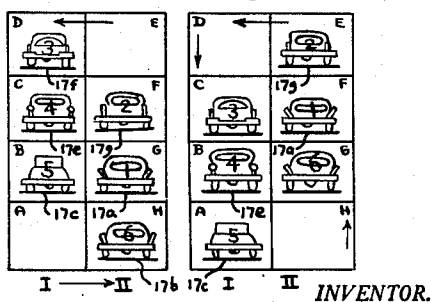 D E D E
3 2
17f 17g
C F C F
4 2 3 1
17e 17g 17a
B G B G
5 1 4 6
17c 17a 17e
A H A H
6 5
I II 17b 17c I II
INVENTOR.